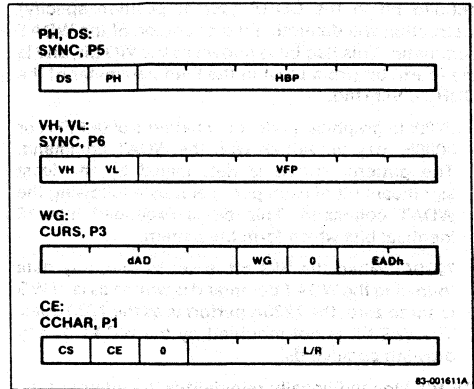 PH, DS:
SYNC, P5
DS PH HBP
VH, VL:
SYNC, P6
VH VL VFP
WG:
CURS, P3
dAD WG 0 EADh
CE:
CCHAR, P1
CS CE 0 L/R
83-001611A